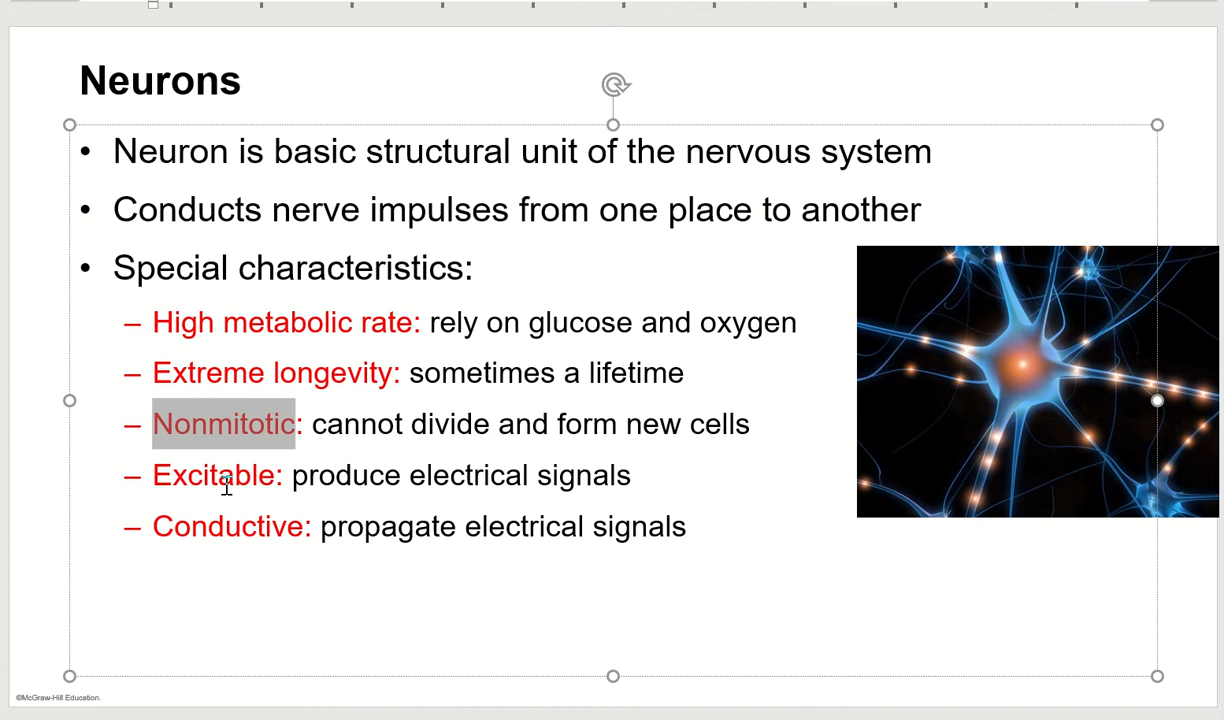 Neurons
• Neuron is basic structural unit of the nervous system
• Conducts nerve impulses from one place to another
• Special characteristics:
– High metabolic rate: rely on glucose and oxygen
– Extreme longevity: sometimes a lifetime
– Nonmitotic: cannot divide and form new cells
– Excitable: produce electrical signals
– Conductive: propagate electrical signals
©McGraw-Hill Education.